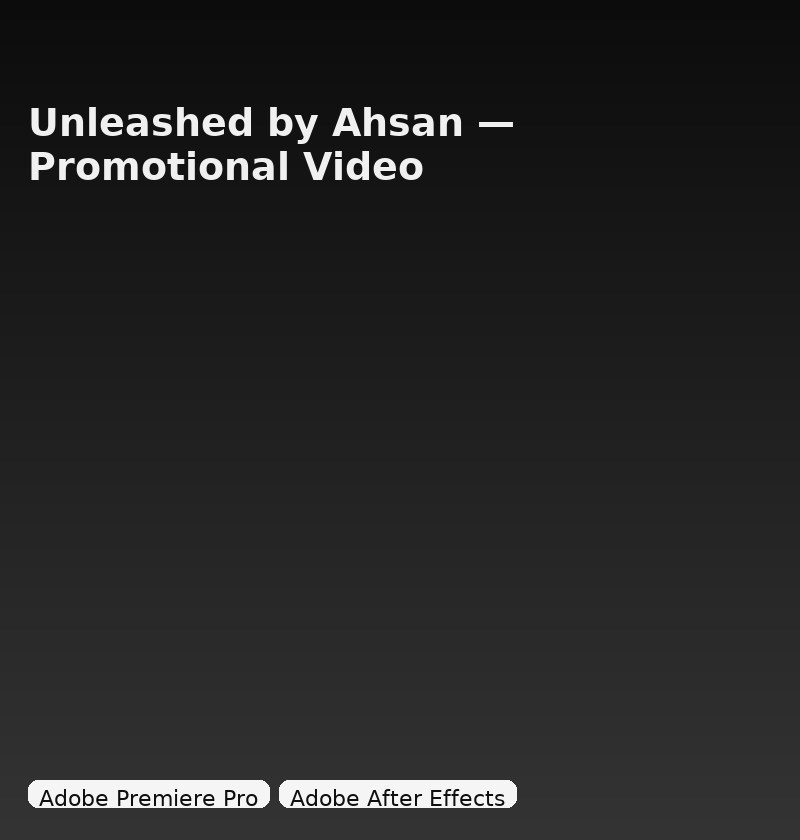 Unleashed by Ahsan —
Promotional Video
Adobe Premiere Pro Adobe After Effects